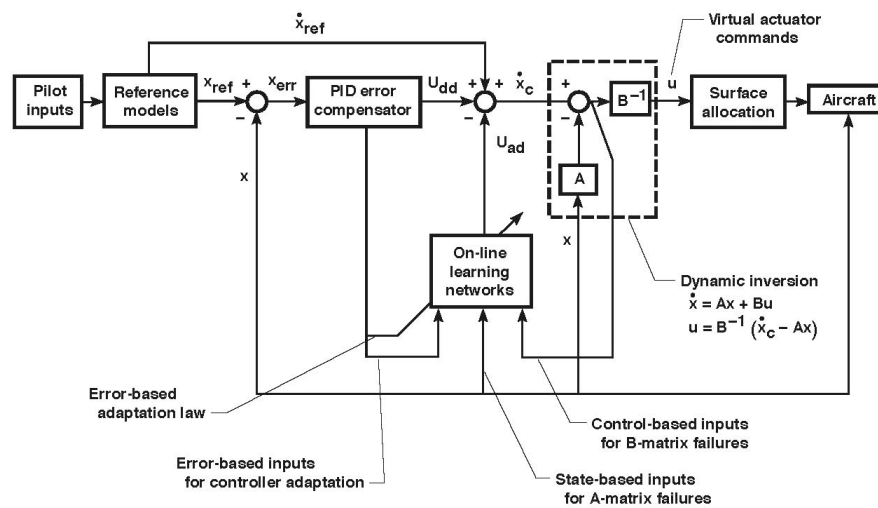 ẋref
Virtual actuator
commands
Pilot
inputs
Reference
models
xref
+
−
xerr
PID error
compensator
Udd
+
+
+
−
ẋc
+
−
B−1
u
Surface
allocation
Aircraft
Uad
x
A
x
On-line
learning
networks
Dynamic inversion
ẋ = Ax + Bu
u = B−1 (ẋc − Ax)
Error-based
adaptation law
Control-based inputs
for B-matrix failures
Error-based inputs
for controller adaptation
State-based inputs
for A-matrix failures